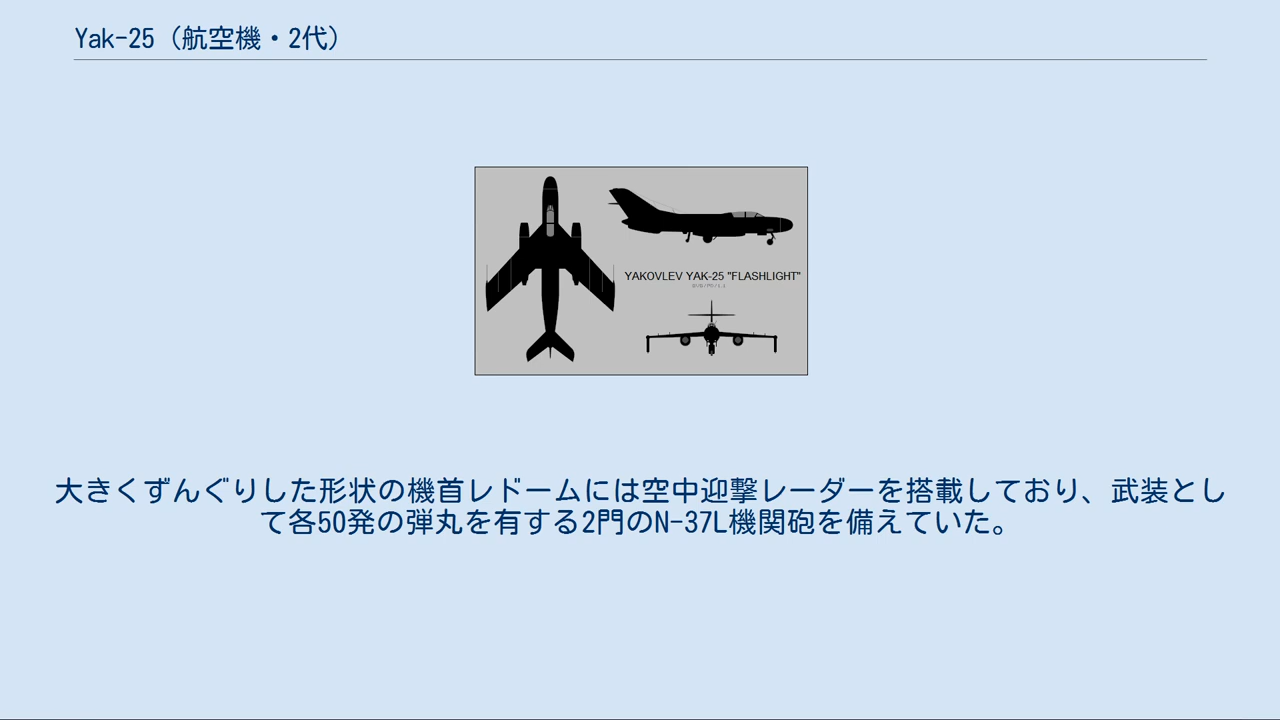 Yak-25（航空機・2代）
YAKOVLEV YAK-25 "FLASHLIGHT"
大きくずんぐりした形状の機首レドームには空中迎撃レーダーを搭載しており、武装とし
て各50発の弾丸を有する2門のN-37L機関砲を備えていた。